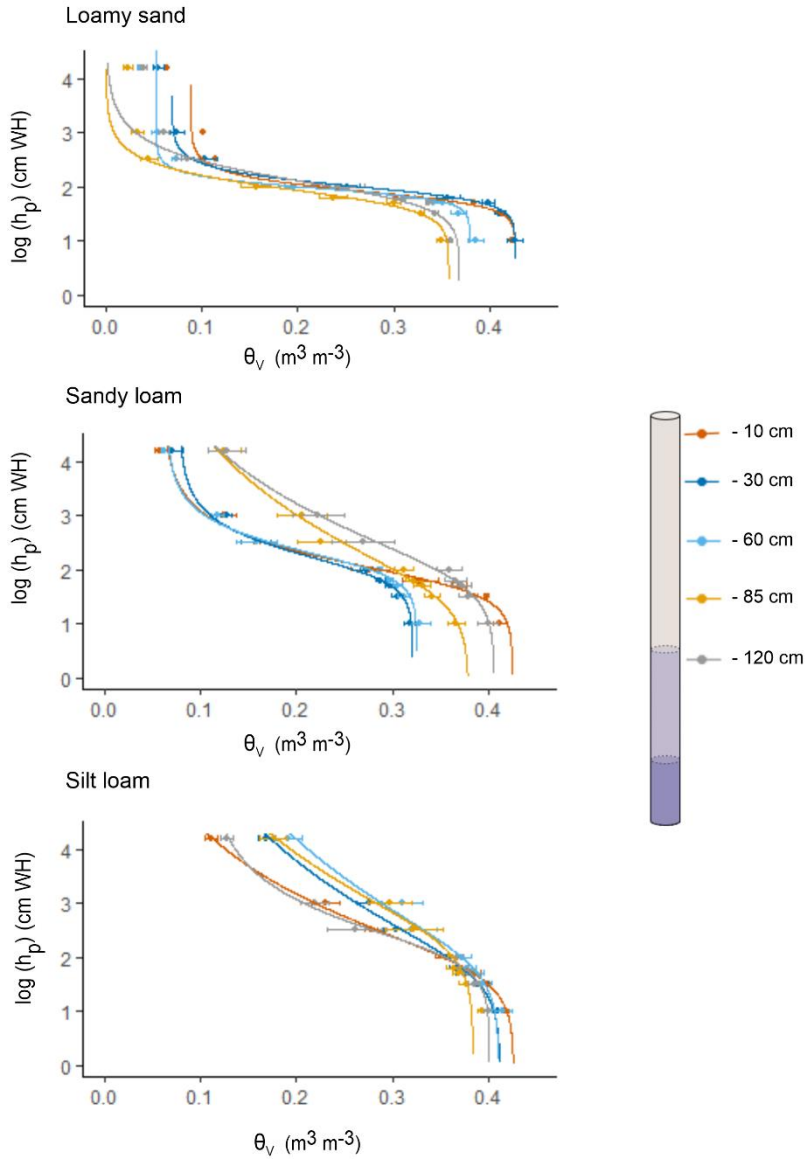 Loamy sand
4
3
2
1
0
log (hp) (cm WH)
0.0 0.1 0.2 0.3 0.4
θV (m3 m-3)
Sandy loam
4
3
2
1
0
log (hp) (cm WH)
0.0 0.1 0.2 0.3 0.4
θV (m3 m-3)
- 10 cm
- 30 cm
- 60 cm
- 85 cm
- 120 cm
Silt loam
4
3
2
1
0
log (hp) (cm WH)
0.0 0.1 0.2 0.3 0.4
θV (m3 m-3)